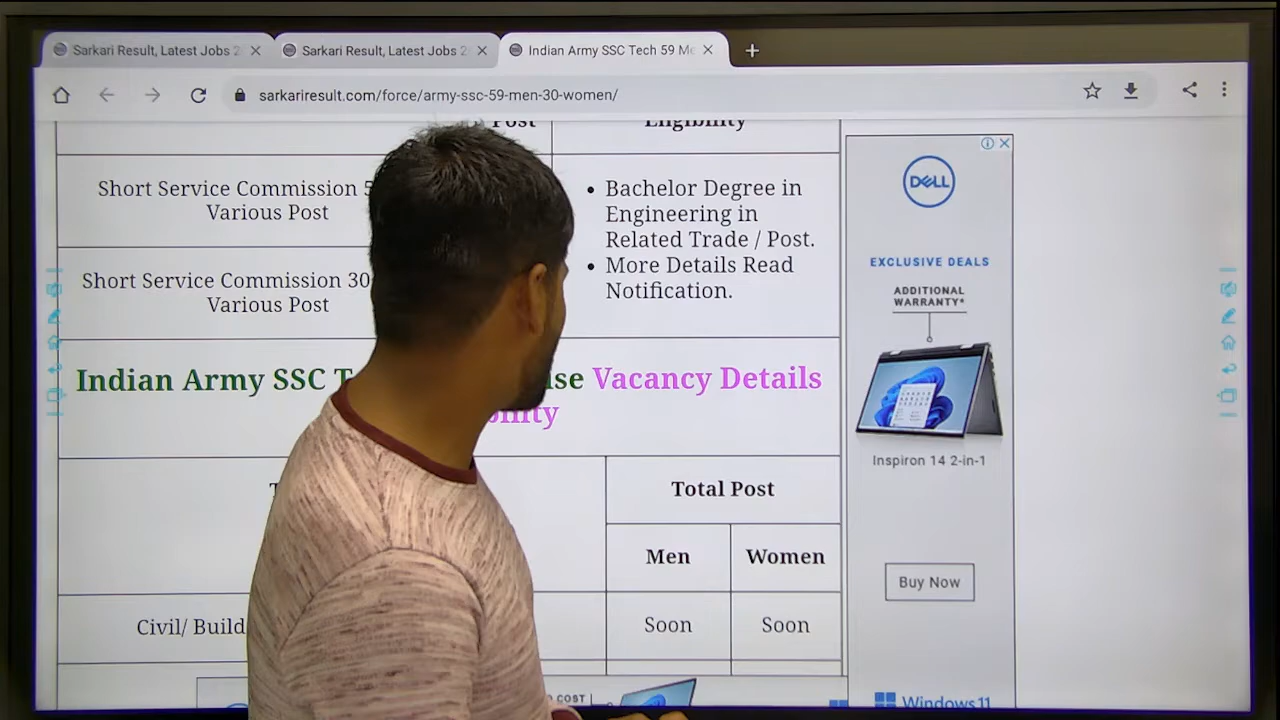 Sarkari Result, Latest Jobs 2
Sarkari Result, Latest Jobs 2
Indian Army SSC Tech 59 Me
sarkariresult.com/force/army-ssc-59-men-30-women/
Post
Eligibility
Short Service Commission 5
Various Post
Short Service Commission 30
Various Post
• Bachelor Degree in
Engineering in
Related Trade / Post.
• More Details Read
Notification.
Indian Army SSC Vacancy Details
Total Post
Men
Women
Civil/
Soon
Soon
DELL
EXCLUSIVE DEALS
ADDITIONAL
WARRANTY*
Inspiron 14 2-in-1
Buy Now
Windows 11
COST